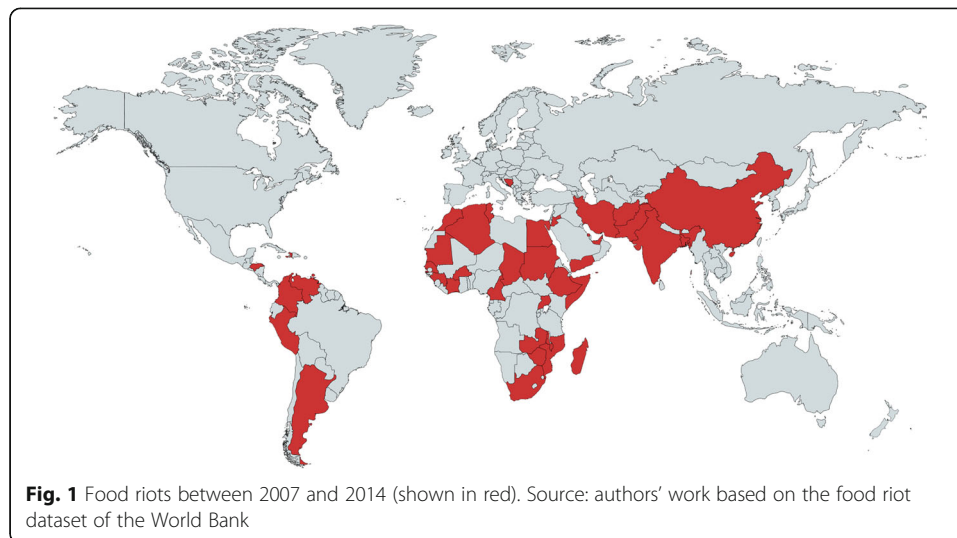 Fig. 1 Food riots between 2007 and 2014 (shown in red). Source: authors' work based on the food riot
dataset of the World Bank